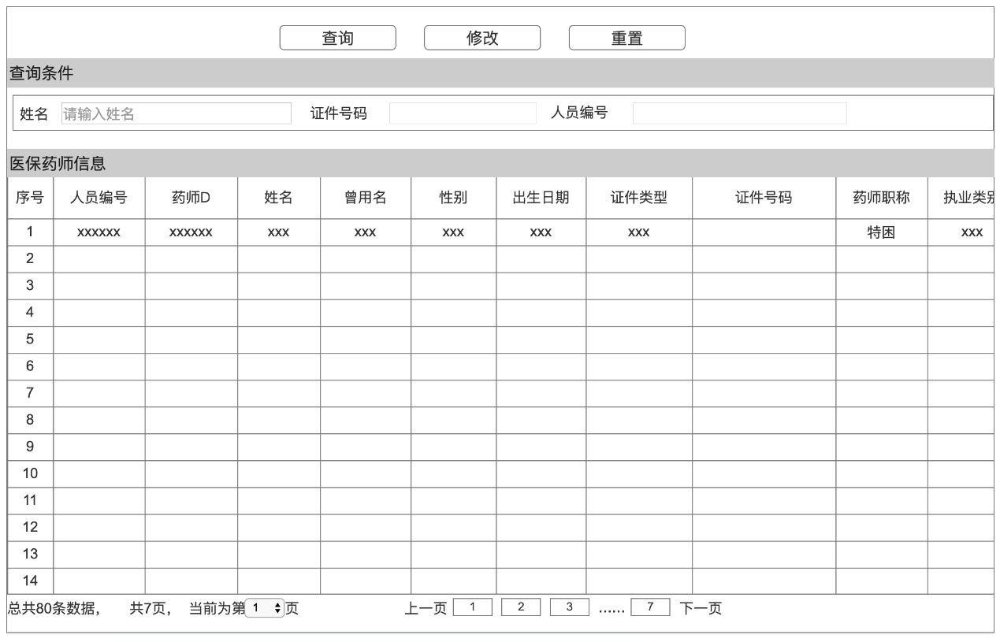 查询 修改 重置
查询条件
姓名 请输入姓名 证件号码 人员编号
医保药师信息
序号 人员编号 药师D 姓名 曾用名 性别 出生日期 证件类型 证件号码 药师职称 执业类别
1 xxxxxx xxxxxx xxx xxx xxx xxx xxx 特困 xxx
2
3
4
5
6
7
8
9
10
11
12
13
14
总共80条数据， 共7页， 当前为第 1 页 上一页 1 2 3 …… 7 下一页